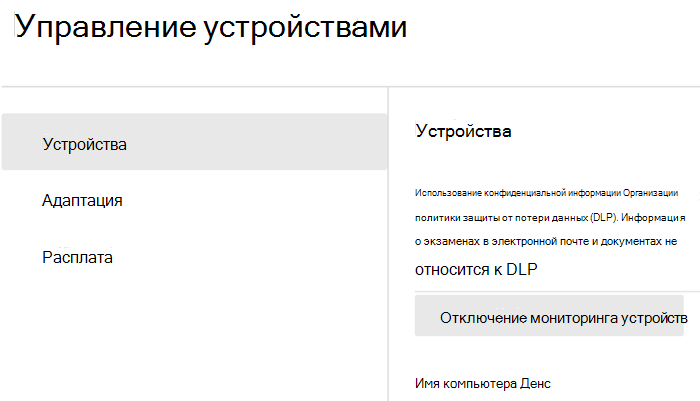 Управление устройствами
Устройства
Адаптация
Расплата
Устройства
Использование конфиденциальной информации Организации
политики защиты от потери данных (DLP). Информация
о экзаменах в электронной почте и документах не
относится к DLP
Отключение мониторинга устройств
Имя компьютера Денс